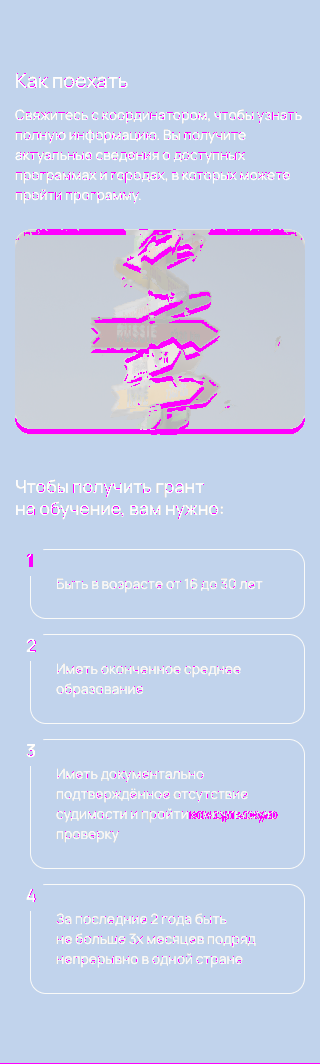 Как поехать
Свяжитесь с координатором, чтобы узнать
полную информацию. Вы получите
актуальные сведения о доступных
программах и городах, в которых можете
пройти программу.
AUSSIE
Чтобы получить грант
на обучение, вам нужно:
1
Быть в возрасте от 16 до 30 лет
2
Иметь оконченное среднее
образование
3
Иметь документально
подтверждённое отсутствие
судимости и пройти
проверку
4
За последние 2 года быть
не больше 3х месяцев подряд
непрерывно в одной стране